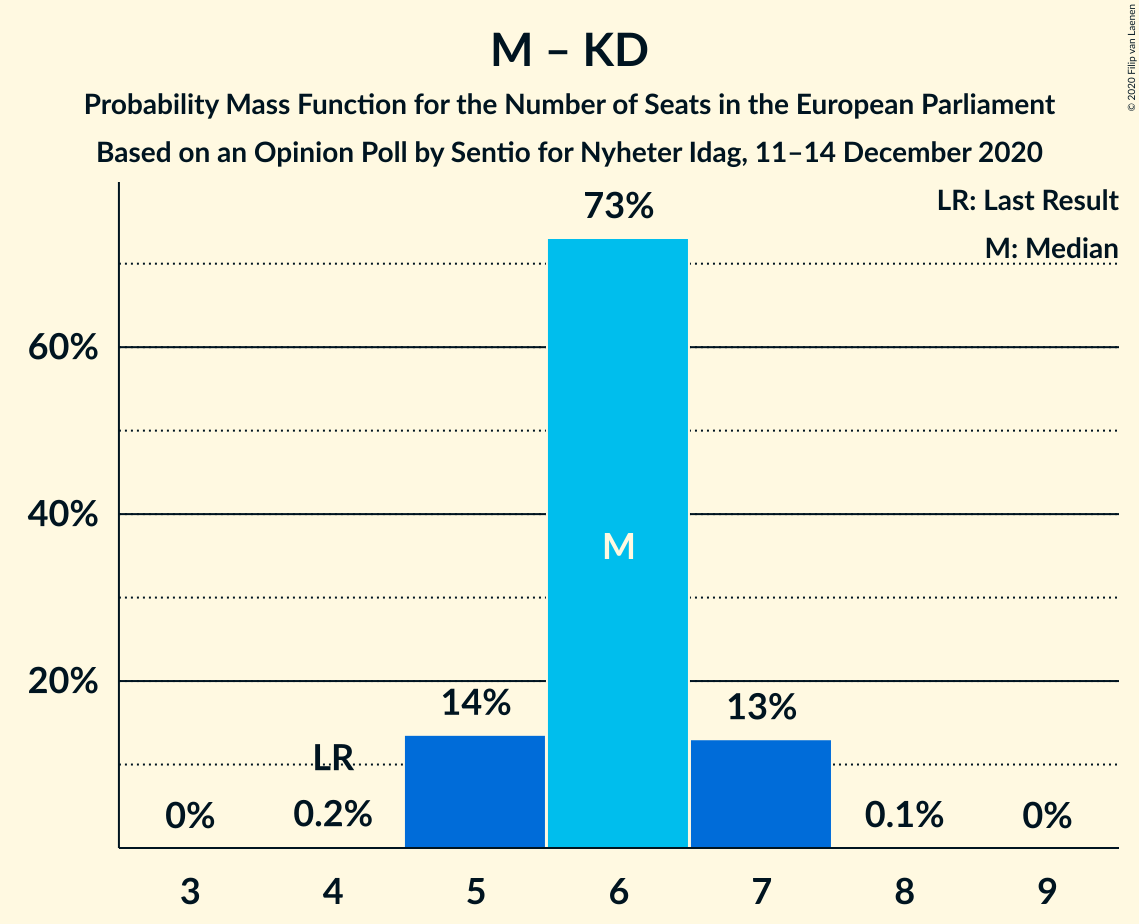 M – KD
Probability Mass Function for the Number of Seats in the European Parliament
Based on an Opinion Poll by Sentio for Nyheter Idag, 11–14 December 2020
© 2020 Filip van Laenen
LR: Last Result
M: Median
73%
60%
40%
M
20%
14%
13%
LR
0%
0.2%
0.1%
0%
3 4 5 6 7 8 9